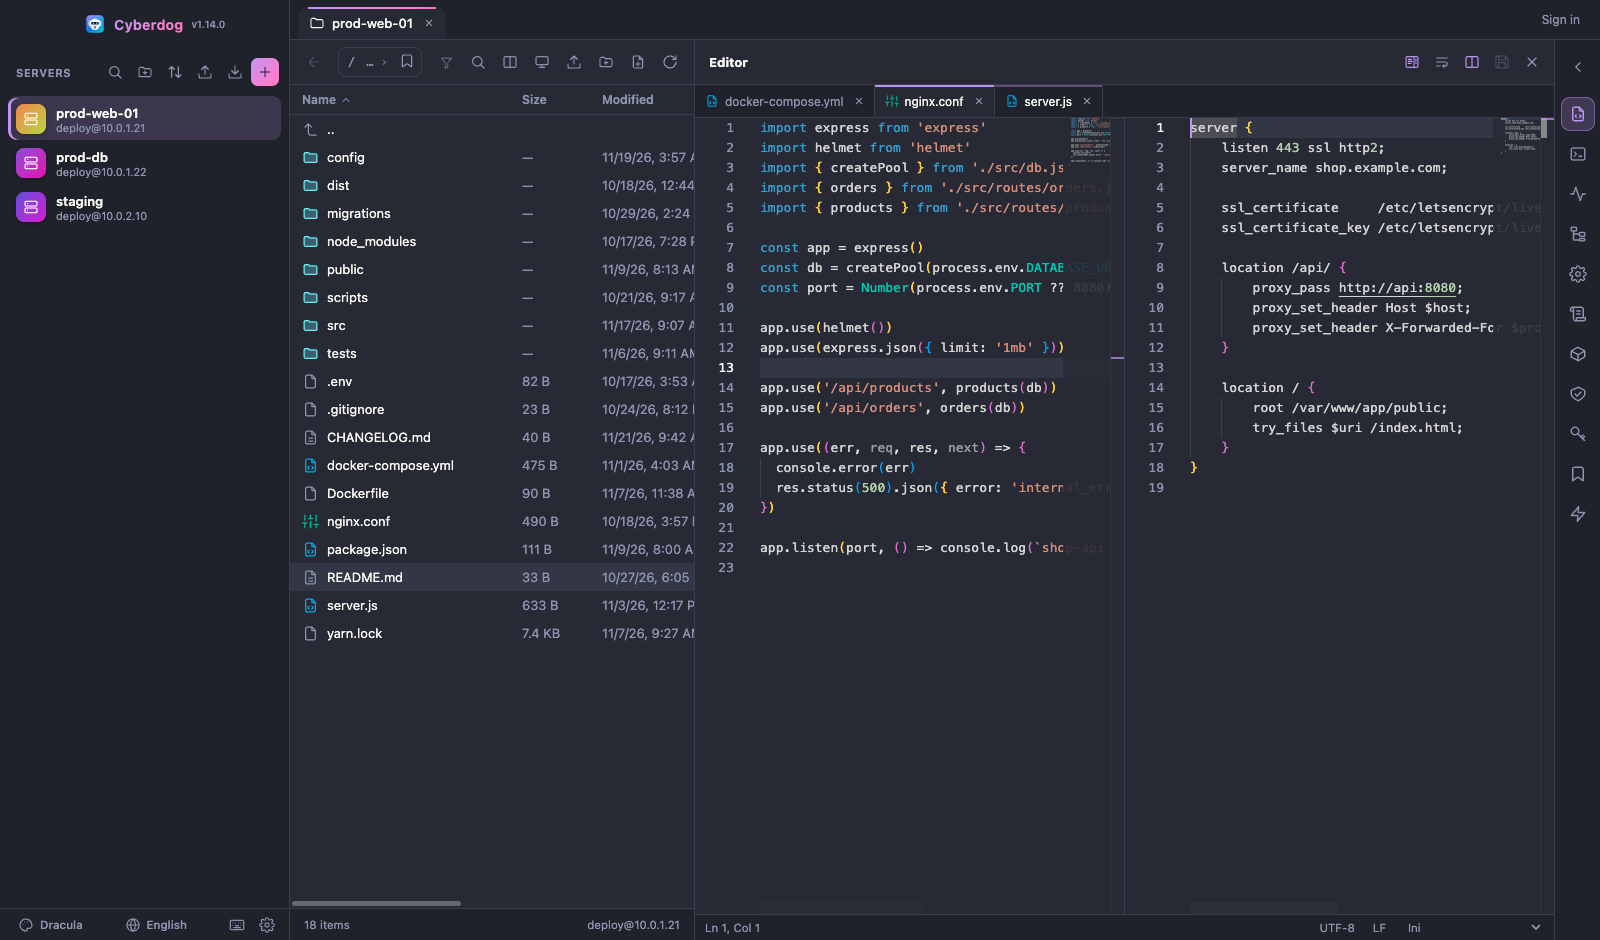 Cyberdog v1.14.0
SERVERS
prod-web-01
deploy@10.0.1.21
prod-db
deploy@10.0.1.22
staging
deploy@10.0.2.10
Dracula
English
prod-web-01
Sign in
/ ... ›
Name Size Modified
..
config — 11/19/26, 3:57 A
dist — 10/18/26, 12:44
migrations — 10/29/26, 2:24
node_modules — 10/17/26, 7:28 P
public — 11/9/26, 8:13 AM
scripts — 10/21/26, 9:17 A
src — 11/17/26, 9:07 A
tests — 11/6/26, 9:11 AM
.env 82 B 10/17/26, 3:53 A
.gitignore 23 B 10/24/26, 8:12
CHANGELOG.md 40 B 11/21/26, 9:42 A
docker-compose.yml 475 B 11/1/26, 4:03 AM
Dockerfile 90 B 11/7/26, 11:38 A
nginx.conf 490 B 10/18/26, 3:57
package.json 111 B 11/9/26, 8:00 A
README.md 33 B 10/27/26, 6:05
server.js 633 B 11/3/26, 12:17 P
yarn.lock 7.4 KB 11/7/26, 9:27 AM
18 items
deploy@10.0.1.21
Editor
docker-compose.yml
nginx.conf
server.js
1 import express from 'express'
2 import helmet from 'helmet'
3 import { createPool } from './src/db.js
4 import { orders } from './src/routes/orders.j
5 import { products } from './src/routes/produc
6
7 const app = express()
8 const db = createPool(process.env.DATABASE_UR
9 const port = Number(process.env.PORT ?? 8080)
10
11 app.use(helmet())
12 app.use(express.json({ limit: '1mb' }))
13
14 app.use('/api/products', products(db))
15 app.use('/api/orders', orders(db))
16
17 app.use((err, req, res, next) => {
18 console.error(err)
19 res.status(500).json({ error: 'internal_err
20 })
21
22 app.listen(port, () => console.log(`shop-api
23
1 server {
2 listen 443 ssl http2;
3 server_name shop.example.com;
4
5 ssl_certificate /etc/letsencrypt/live
6 ssl_certificate_key /etc/letsencrypt/live
7
8 location /api/ {
9 proxy_pass http://api:8080;
10 proxy_set_header Host $host;
11 proxy_set_header X-Forwarded-For $pro
12 }
13
14 location / {
15 root /var/www/app/public;
16 try_files $uri /index.html;
17 }
18 }
19
Ln 1, Col 1
UTF-8 LF Ini